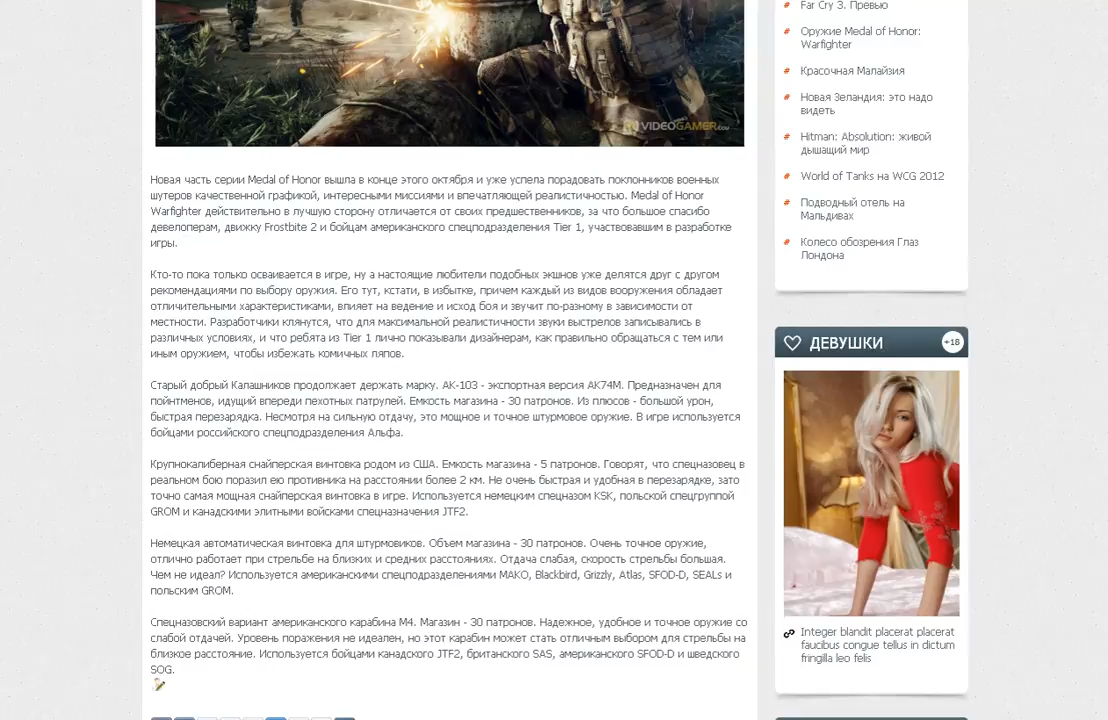 VIDEOGAMER.COM
Новая часть серии Medal of Honor вышла в конце этого октября и уже успела порадовать поклонников военных
шутеров качественной графикой, интересными миссиями и впечатляющей реалистичностью. Medal of Honor
Warfighter действительно в лучшую сторону отличается от своих предшественников, за что большое спасибо
девелоперам, движку Frostbite 2 и бойцам американского спецподразделения Tier 1, участвовавшим в разработке
игры.
Кто-то пока только осваивается в игре, ну а настоящие любители подобных экшнов уже делятся друг с другом
рекомендациями по выбору оружия. Его тут, кстати, в избытке, причем каждый из видов вооружения обладает
отличительными характеристиками, влияет на ведение и исход боя и звучит по-разному в зависимости от
местности. Разработчики клянутся, что для максимальной реалистичности звуки выстрелов записывались в
различных условиях, и что ребята из Tier 1 лично показывали дизайнерам, как правильно обращаться с тем или
иным оружием, чтобы избежать комичных ляпов.
Старый добрый Калашников продолжает держать марку. АК-103 - экспортная версия АК74М. Предназначен для
пойнтменов, идущих впереди пехотных патрулей. Емкость магазина - 30 патронов. Из плюсов - большой урон,
быстрая перезарядка. Несмотря на сильную отдачу, это мощное и точное штурмовое оружие. В игре используется
бойцами российского спецподразделения Альфа.
Крупнокалиберная снайперская винтовка родом из США. Емкость магазина - 5 патронов. Говорят, что спецназовец в
реальном бою поразил ею противника на расстоянии более 2 км. Не очень быстрая и удобная в перезарядке, зато
точно самая мощная снайперская винтовка в игре. Используется немецким спецназом KSK, польской спецгруппой
GROM и канадскими элитными войсками спецназначения JTF2.
Немецкая автоматическая винтовка для штурмовиков. Объем магазина - 30 патронов. Очень точное оружие,
отлично работает при стрельбе на близких и средних расстояниях. Отдача слабая, скорость стрельбы большая.
Чем не идеал? Используется американскими спецподразделениями MAKO, Blackbird, Grizzly, Atlas, SFOD-D, SEALs и
польским GROM.
Спецназовский вариант американского карабина М4. Магазин - 30 патронов. Надежное, удобное и точное оружие со
слабой отдачей. Уровень поражения не идеален, но этот карабин может стать отличным выбором для стрельбы на
близкое расстояние. Используется бойцами канадского JTF2, британского SAS, американского SFOD-D и шведского
SOG.
# Far Cry 3. Превью
# Оружие Medal of Honor:
Warfighter
# Красочная Малайзия
# Новая Зеландия: это надо
видеть
# Hitman: Absolution: живой
дышащий мир
# World of Tanks на WCG 2012
# Подводный отель на
Мальдивах
# Колесо обозрения Глаз
Лондона
ДЕВУШКИ +18
Integer blandit placerat placerat
faucibus congue tellus in dictum
fringilla leo felis